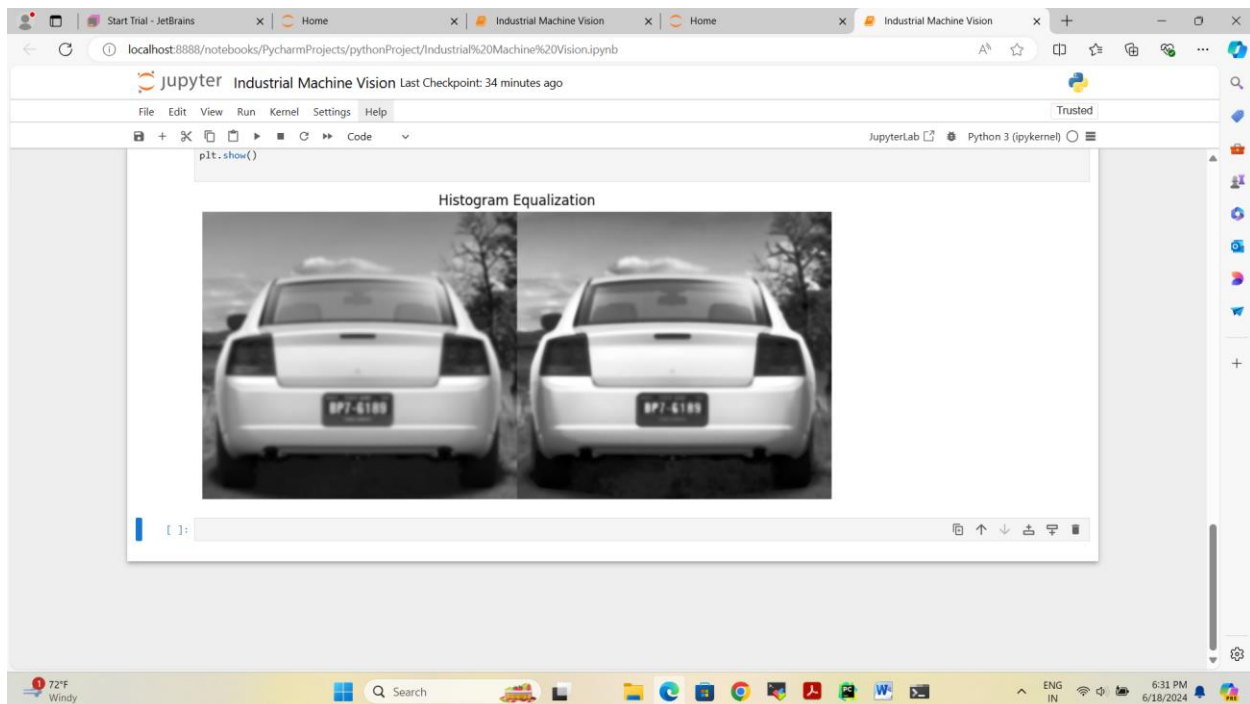 Start Trial - JetBrains
Home
Industrial Machine Vision
Home
Industrial Machine Vision
localhost:8888/notebooks/PycharmProjects/pythonProject/Industrial%20Machine%20Vision.ipynb
jupyter Industrial Machine Vision Last Checkpoint: 34 minutes ago
File Edit View Run Kernel Settings Help
Trusted
Code
JupyterLab
Python 3 (ipykernel)
plt.show()
Histogram Equalization
BP7-6189
BP7-6189
[ ]:
1
72°F
Windy
Search
ENG
IN
6:31 PM
6/18/2024